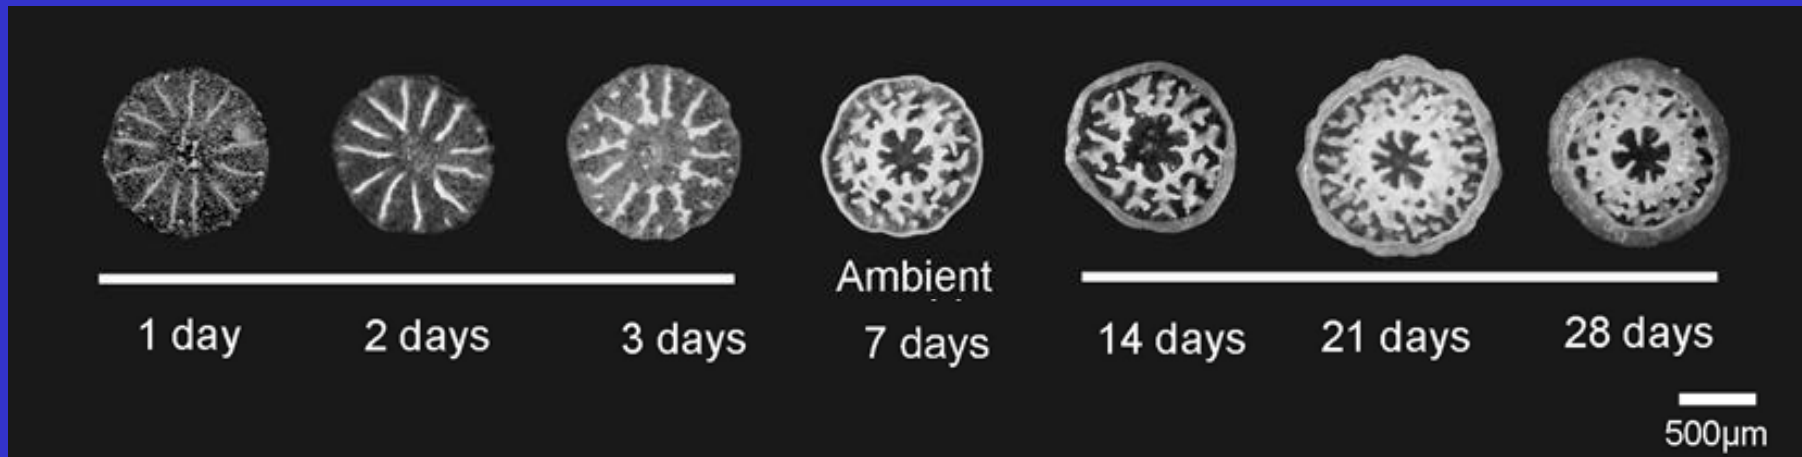 Ambient
1 day
2 days
3 days
7 days
14 days
21 days
28 days
500μm